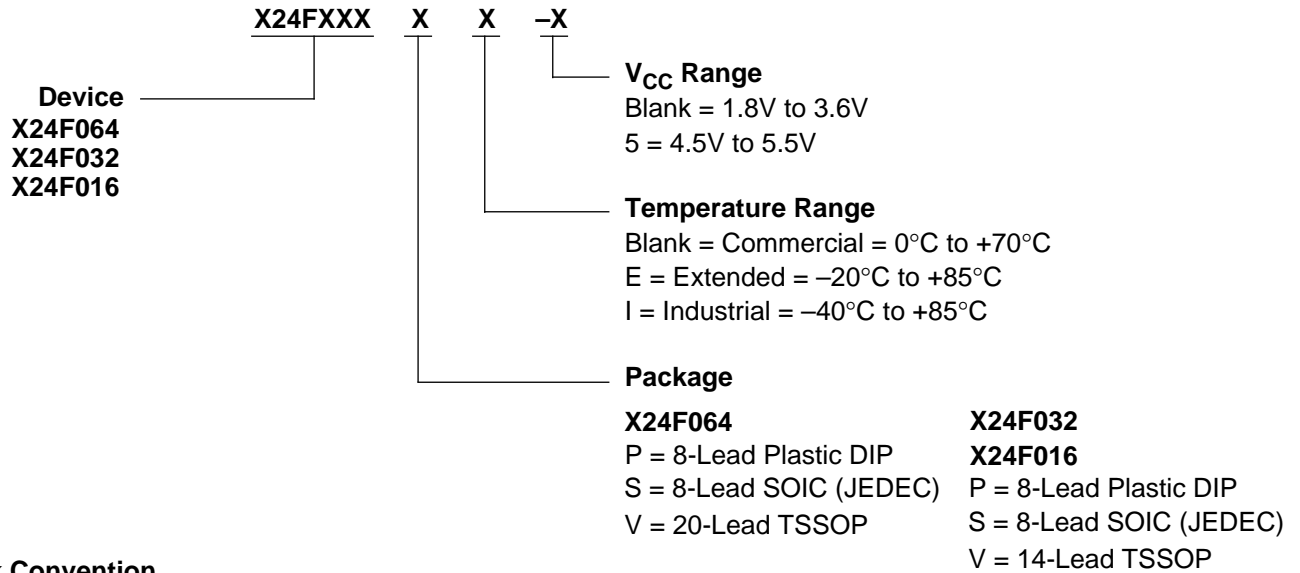 X24FXXX X X –X
Device
X24F064
X24F032
X24F016
VCC Range
Blank = 1.8V to 3.6V
5 = 4.5V to 5.5V
Temperature Range
Blank = Commercial = 0°C to +70°C
E = Extended = –20°C to +85°C
I = Industrial = –40°C to +85°C
Package
X24F064
P = 8-Lead Plastic DIP
S = 8-Lead SOIC (JEDEC)
V = 20-Lead TSSOP
X24F032
X24F016
P = 8-Lead Plastic DIP
S = 8-Lead SOIC (JEDEC)
V = 14-Lead TSSOP
Convention